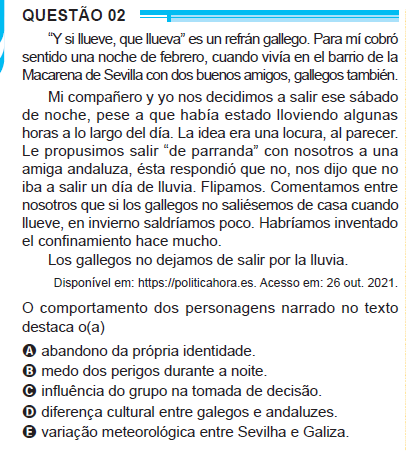 QUESTÃO 02
"Y si llueve, que llueva" es un refrán gallego. Para mí cobró
sentido una noche de febrero, cuando vivía en el barrio de la
Macarena de Sevilla con dos buenos amigos, gallegos también.
Mi compañero y yo nos decidimos a salir ese sábado
de noche, pese a que había estado lloviendo algunas
horas a lo largo del día. La idea era una locura, al parecer.
Le propusimos salir "de parranda" con nosotros a una
amiga andaluza, ésta respondió que no, nos dijo que no
iba a salir un día de lluvia. Flipamos. Comentamos entre
nosotros que si los gallegos no saliésemos de casa cuando
llueve, en invierno saldríamos poco. Habríamos inventado
el confinamiento hace mucho.
Los gallegos no dejamos de salir por la lluvia.
Disponível em: https://politicahora.es. Acesso em: 26 out. 2021.
O comportamento dos personagens narrado no texto
destaca o(a)
A abandono da própria identidade.
B medo dos perigos durante a noite.
C influência do grupo na tomada de decisão.
D diferença cultural entre galegos e andaluzes.
E variação meteorológica entre Sevilha e Galiza.